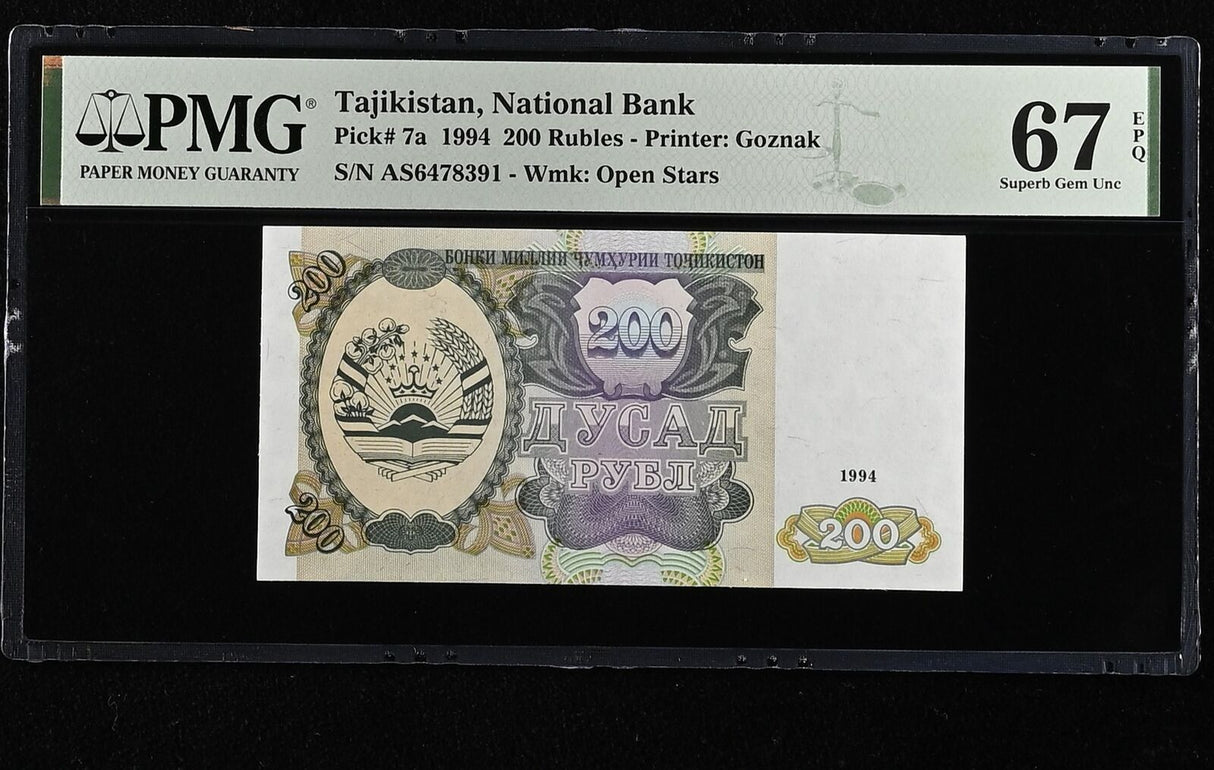 PMG®
PAPER MONEY GUARANTY
Tajikistan, National Bank
Pick# 7a 1994 200 Rubles - Printer: Goznak
S/N AS6478391 - Wmk: Open Stars
67
EPQ
Superb Gem Unc
БОНКИ МИЛЛИИ ҶУМҲУРИИ ТОҶИКИСТОН
200
200
ДУСАД
РУБЛ
1994
200
200